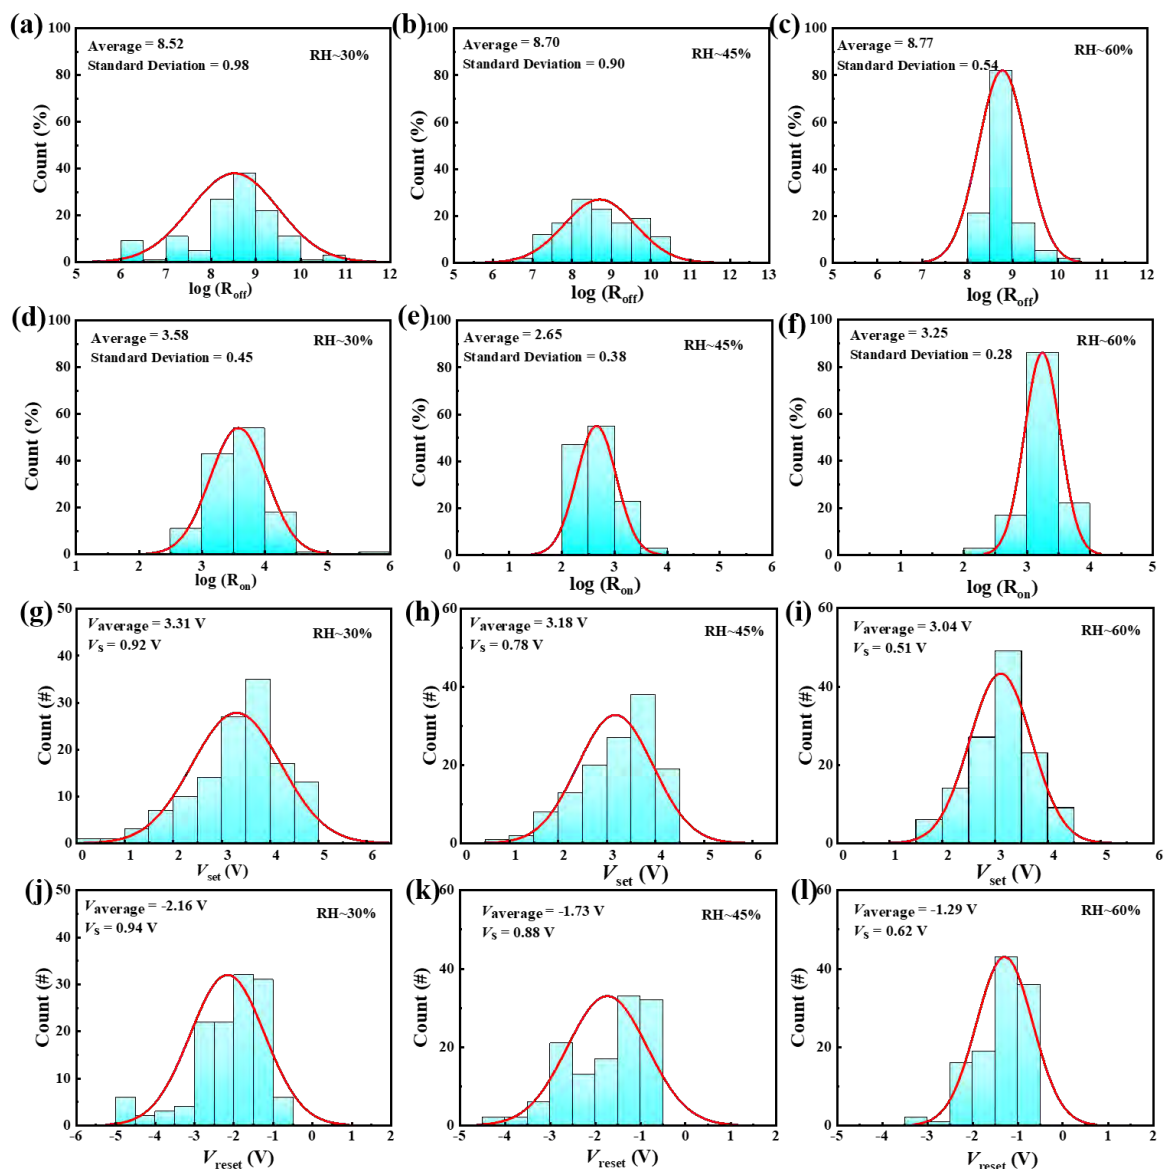 (a)
100
80
60
40
20
0
Count (%)
Average = 8.52
Standard Deviation = 0.98
RH~30%
5 6 7 8 9 10 11 12
log (Roff)
(b)
100
80
60
40
20
0
Count (%)
Average = 8.70
Standard Deviation = 0.90
RH~45%
5 6 7 8 9 10 11 12 13
log (Roff)
(c)
100
80
60
40
20
0
Count (%)
Average = 8.77
Standard Deviation = 0.54
RH~60%
5 6 7 8 9 10 11 12
log (Roff)
(d)
100
80
60
40
20
0
Count (%)
Average = 3.58
Standard Deviation = 0.45
RH~30%
1 2 3 4 5 6
log (Ron)
(e)
100
80
60
40
20
0
Count (%)
Average = 2.65
Standard Deviation = 0.38
RH~45%
0 1 2 3 4 5 6
log (Ron)
(f)
100
80
60
40
20
0
Count (%)
Average = 3.25
Standard Deviation = 0.28
RH~60%
0 1 2 3 4 5
log (Ron)
(g)
50
40
30
20
10
0
Count (#)
Vaverage = 3.31 V
Vs = 0.92 V
RH~30%
0 1 2 3 4 5 6
Vset (V)
(h)
60
40
20
0
Count (#)
Vaverage = 3.18 V
Vs = 0.78 V
RH~45%
0 1 2 3 4 5 6
Vset (V)
(i)
60
40
20
0
Count (#)
Vaverage = 3.04 V
Vs = 0.51 V
RH~60%
0 1 2 3 4 5 6
Vset (V)
(j)
50
40
30
20
10
0
Count (#)
Vaverage = -2.16 V
Vs = 0.94 V
RH~30%
-6 -5 -4 -3 -2 -1 0 1 2
Vreset (V)
(k)
60
40
20
0
Count (#)
Vaverage = -1.73 V
Vs = 0.88 V
RH~45%
-5 -4 -3 -2 -1 0 1 2
Vreset (V)
(l)
60
40
20
0
Count (#)
Vaverage = -1.29 V
Vs = 0.62 V
RH~60%
-5 -4 -3 -2 -1 0 1 2
Vreset (V)